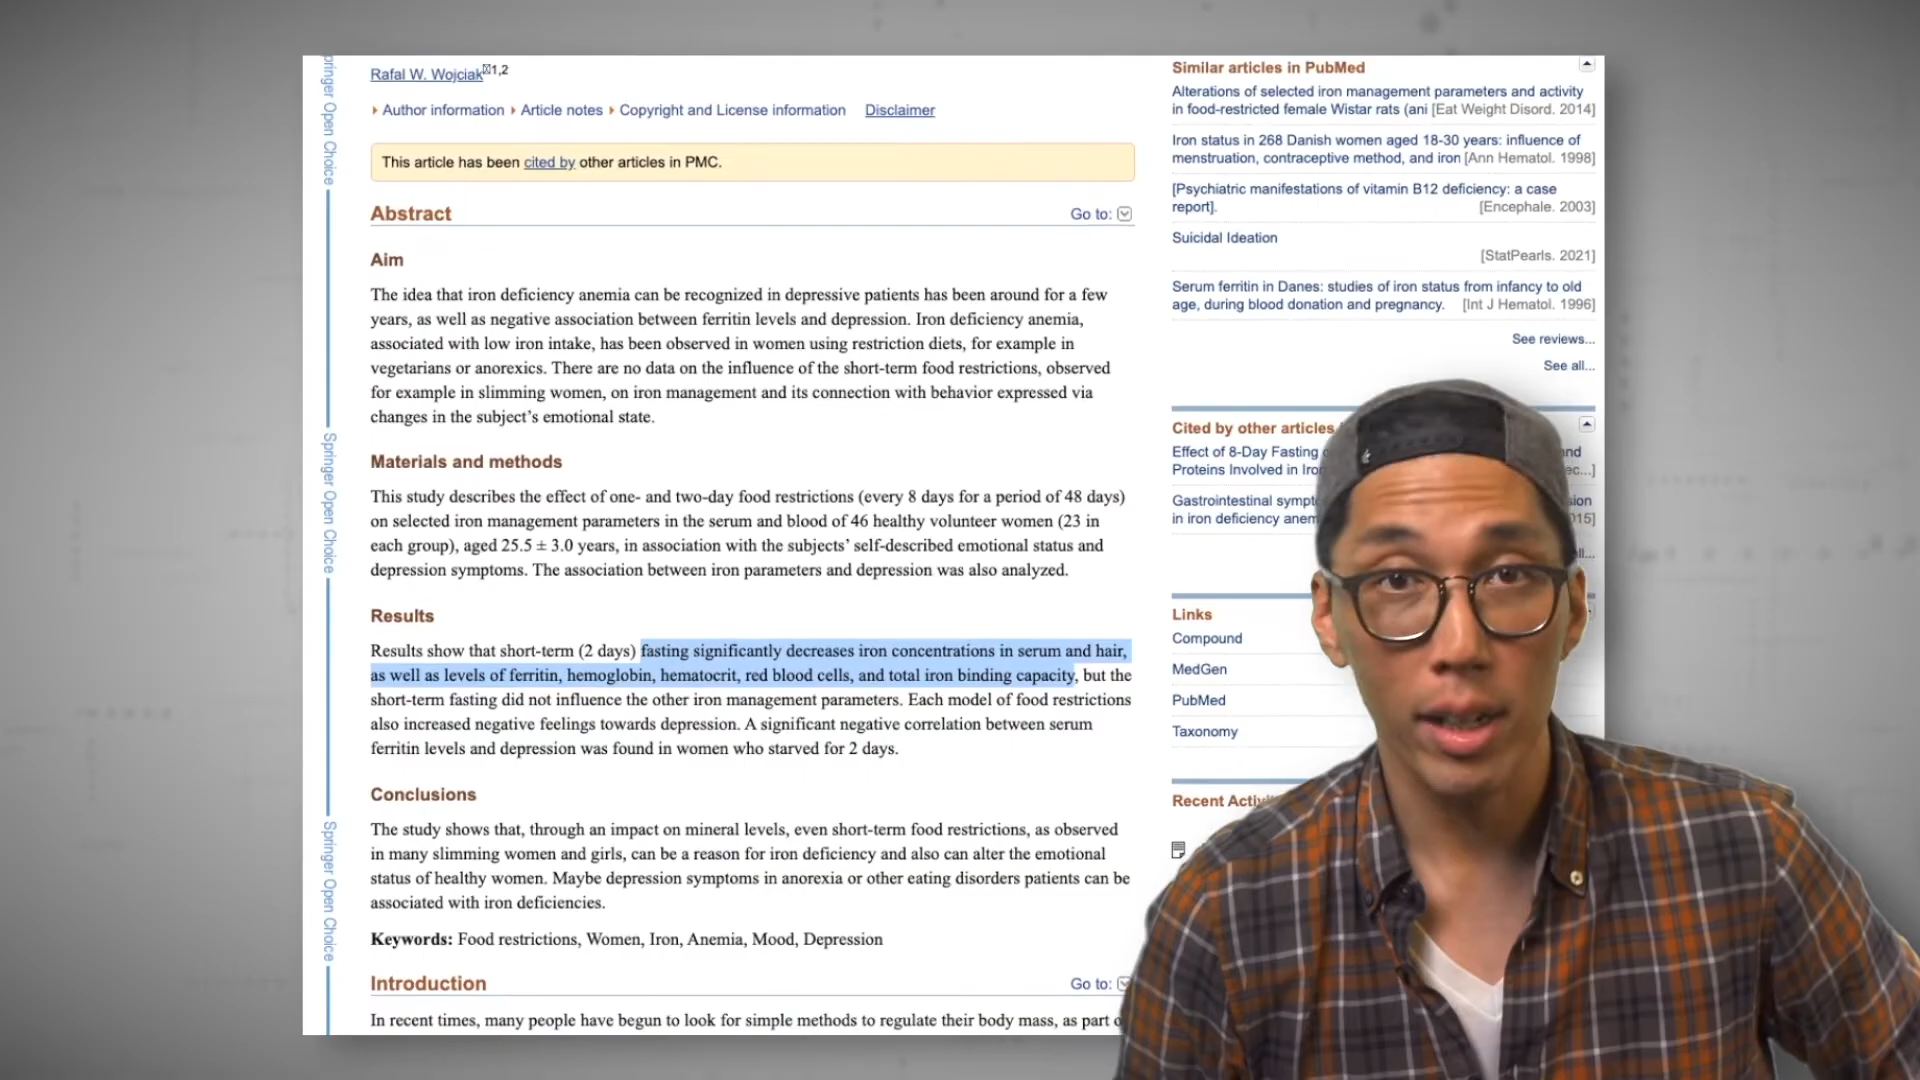 Springer Open Choice
Springer Open Choice
Rafal W. Wojciak 1,2
Author information Article notes Copyright and License information Disclaimer
This article has been cited by other articles in PMC.
Abstract Go to:
Aim
The idea that iron deficiency anemia can be recognized in depressive patients has been around for a few
years, as well as negative association between ferritin levels and depression. Iron deficiency anemia,
associated with low iron intake, has been observed in women using restriction diets, for example in
vegetarians or anorexics. There are no data on the influence of the short-term food restrictions, observed
for example in slimming women, on iron management and its connection with behavior expressed via
changes in the subject’s emotional state.
Materials and methods
This study describes the effect of one- and two-day food restrictions (every 8 days for a period of 48 days)
on selected iron management parameters in the serum and blood of 46 healthy volunteer women (23 in
each group), aged 25.5 ± 3.0 years, in association with the subjects’ self-described emotional status and
depression symptoms. The association between iron parameters and depression was also analyzed.
Results
Results show that short-term (2 days) fasting significantly decreases iron concentrations in serum and hair,
as well as levels of ferritin, hemoglobin, hematocrit, red blood cells, and total iron binding capacity, but the
short-term fasting did not influence the other iron management parameters. Each model of food restrictions
also increased negative feelings towards depression. A significant negative correlation between serum
ferritin levels and depression was found in women who starved for 2 days.
Conclusions
The study shows that, through an impact on mineral levels, even short-term food restrictions, as observed
in many slimming women and girls, can be a reason for iron deficiency and also can alter the emotional
status of healthy women. Maybe depression symptoms in anorexia or other eating disorders patients can be
associated with iron deficiencies.
Keywords: Food restrictions, Women, Iron, Anemia, Mood, Depression
Introduction Go to:
In recent times, many people have begun to look for simple methods to regulate their body mass, as part
Similar articles in PubMed
Alterations of selected iron management parameters and activity
in food-restricted female Wistar rats (ani [Eat Weight Disord. 2014]
Iron status in 268 Danish women aged 18-30 years: influence of
menstruation, contraceptive method, and iron [Ann Hematol. 1998]
[Psychiatric manifestations of vitamin B12 deficiency: a case
report]. [Encephale. 2003]
Suicidal Ideation
[StatPearls. 2021]
Serum ferritin in Danes: studies of iron status from infancy to old
age, during blood donation and pregnancy. [Int J Hematol. 1996]
See reviews...
See all...
Cited by other articles
Effect of 8-Day Fasting
Proteins Involved in
Gastrointestinal
in iron deficiency
Links
Compound
MedGen
PubMed
Taxonomy
Recent